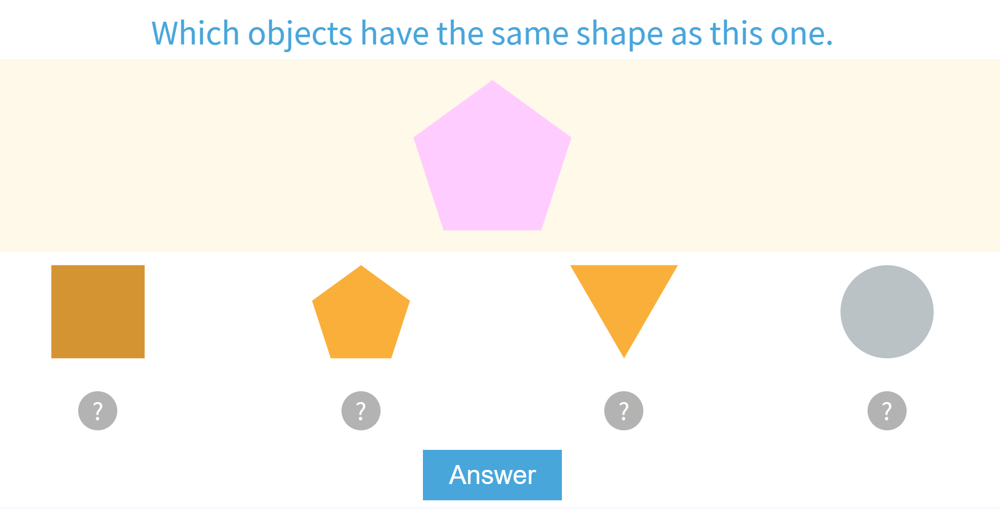 Which objects have the same shape as this one.
? ? ? ?
Answer